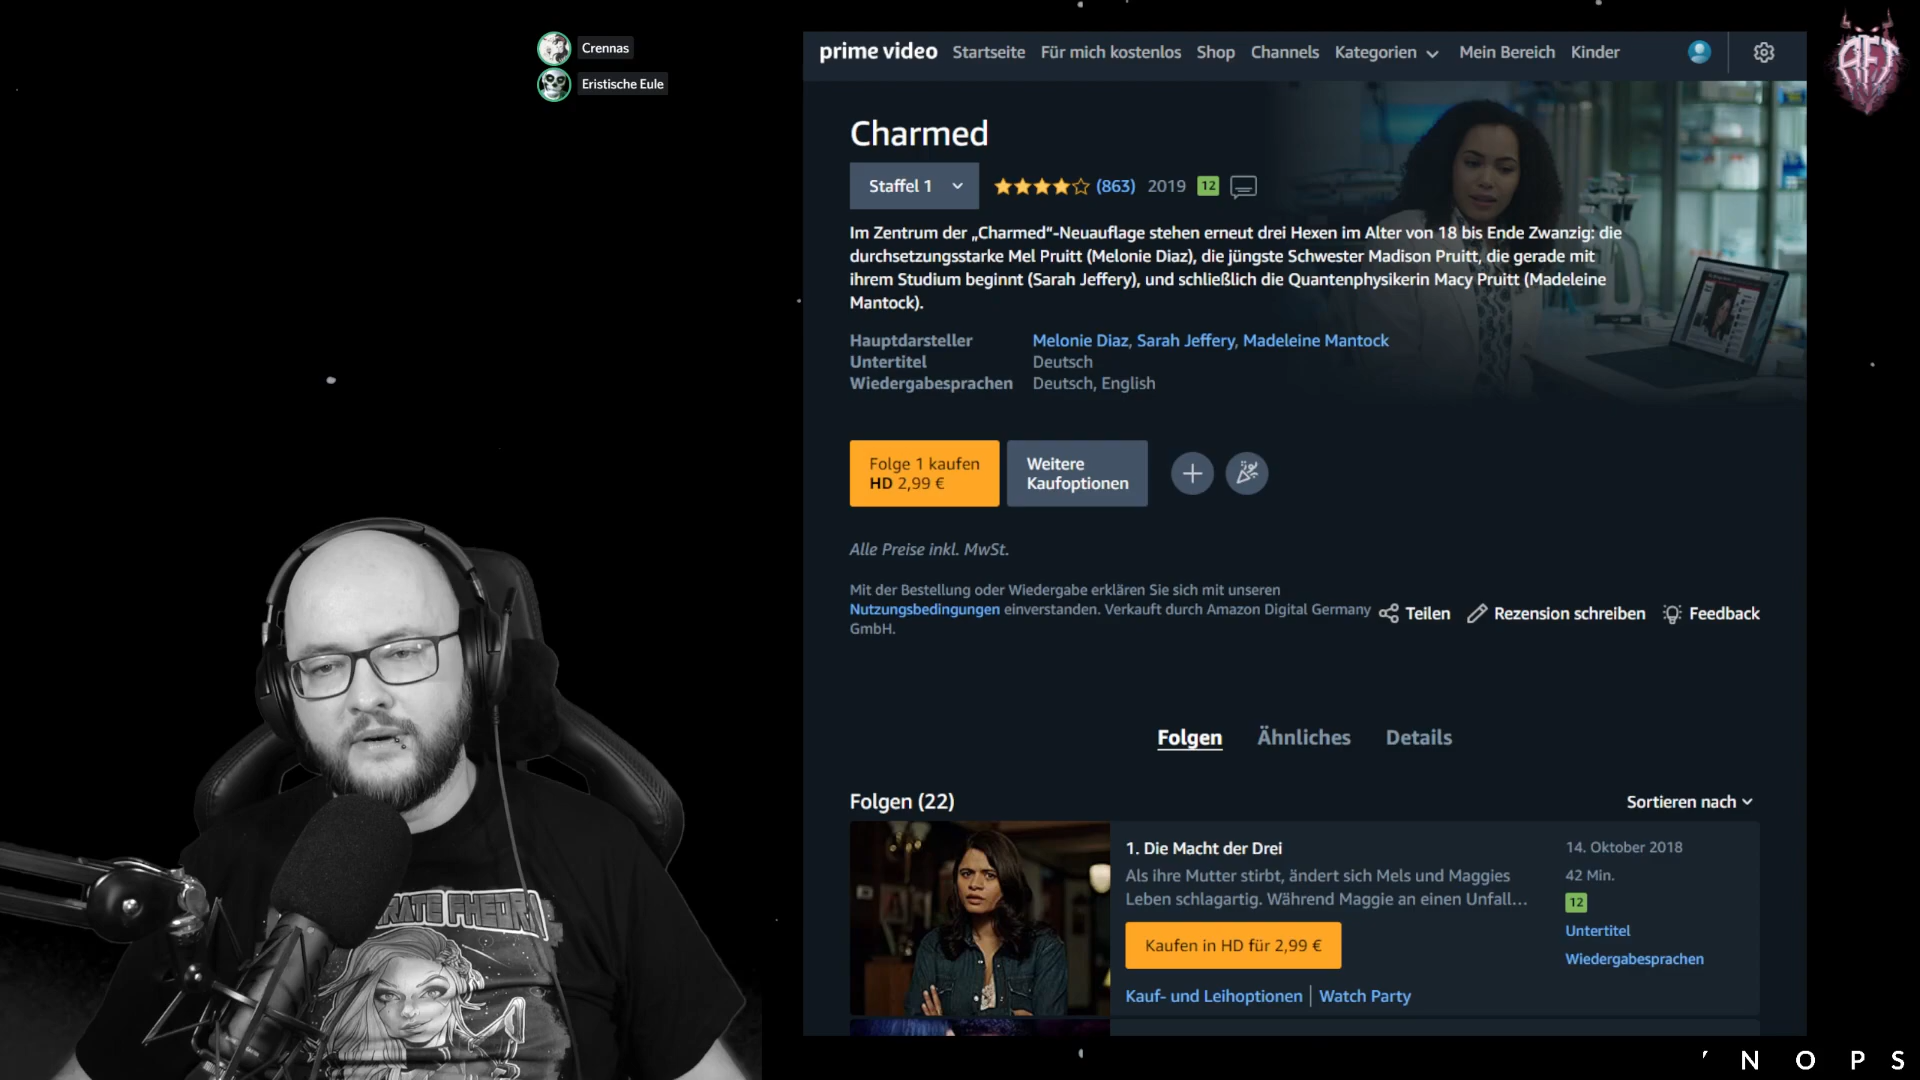 Crennas
Eristische Eule
prime video Startseite Für mich kostenlos Shop Channels Kategorien Mein Bereich Kinder
AFT
Charmed
Staffel 1 (863) 2019 12
Im Zentrum der „Charmed“-Neuauflage stehen erneut drei Hexen im Alter von 18 bis Ende Zwanzig: die
durchsetzungsstarke Mel Pruitt (Melonie Diaz), die jüngste Schwester Madison Pruitt, die gerade mit
ihrem Studium beginnt (Sarah Jeffery), und schließlich die Quantenphysikerin Macy Pruitt (Madeleine
Mantock).
Hauptdarsteller Melonie Diaz, Sarah Jeffery, Madeleine Mantock
Untertitel Deutsch
Wiedergabesprachen Deutsch, English
Folge 1 kaufen
HD 2,99 €
Weitere
Kaufoptionen
Alle Preise inkl. MwSt.
Mit der Bestellung oder Wiedergabe erklären Sie sich mit unseren
Nutzungsbedingungen einverstanden. Verkauft durch Amazon Digital Germany
GmbH.
Teilen Rezension schreiben Feedback
Folgen Ähnliches Details
Folgen (22) Sortieren nach
1. Die Macht der Drei
Als ihre Mutter stirbt, ändert sich Mels und Maggies
Leben schlagartig. Während Maggie an einen Unfall…
Kaufen in HD für 2,99 €
Kauf- und Leihoptionen Watch Party
14. Oktober 2018
42 Min.
12
Untertitel
Wiedergabesprachen
NOPS